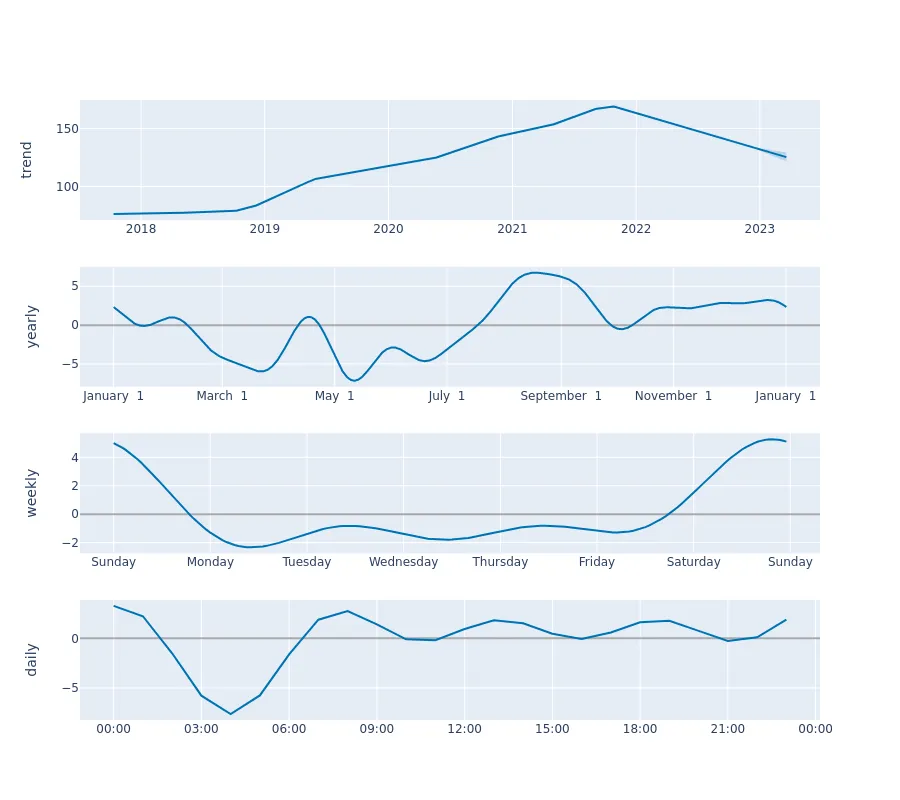 trend
150
100
2018 2019 2020 2021 2022 2023
yearly
5
0
−5
January 1 March 1 May 1 July 1 September 1 November 1 January 1
weekly
4
2
0
−2
Sunday Monday Tuesday Wednesday Thursday Friday Saturday Sunday
daily
0
−5
00:00 03:00 06:00 09:00 12:00 15:00 18:00 21:00 00:00